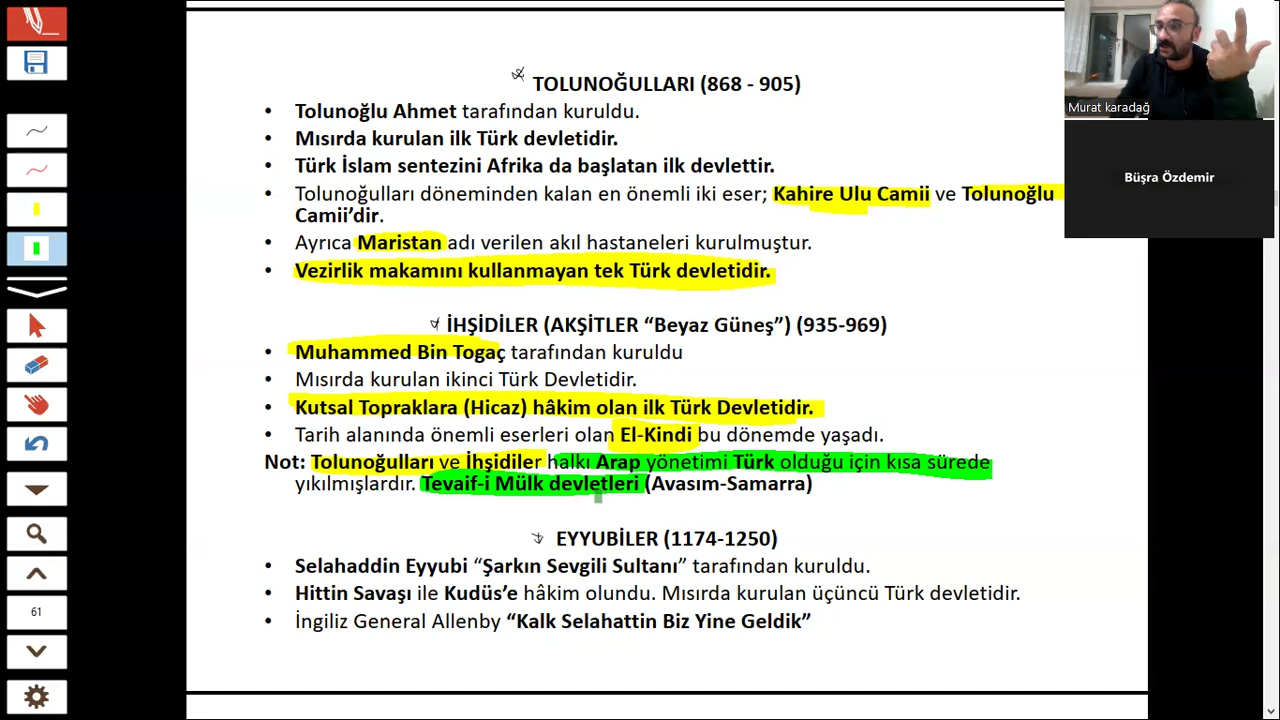 TOLUNOĞULLARI (868 - 905)
• Tolunoğlu Ahmet tarafından kuruldu.
• Mısırda kurulan ilk Türk devletidir.
• Türk İslam sentezini Afrika da başlatan ilk devlettir.
• Tolunoğulları döneminden kalan en önemli iki eser; Kahire Ulu Camii ve Tolunoğlu
Camii’dir.
• Ayrıca Maristan adı verilen akıl hastaneleri kurulmuştur.
• Vezirlik makamını kullanmayan tek Türk devletidir.
İHŞİDİLER (AKŞİTLER “Beyaz Güneş”) (935-969)
• Muhammed Bin Togaç tarafından kuruldu
• Mısırda kurulan ikinci Türk Devletidir.
• Kutsal Topraklara (Hicaz) hâkim olan ilk Türk Devletidir.
• Tarih alanında önemli eserleri olan El-Kindi bu dönemde yaşadı.
Not: Tolunoğulları ve İhşidiler halkı Arap yönetimi Türk olduğu için kısa sürede
yıkılmışlardır. Tevaif-i Mülk devletleri (Avasım-Samarra)
EYYUBİLER (1174-1250)
• Selahaddin Eyyubi “Şarkın Sevgili Sultanı” tarafından kuruldu.
• Hittin Savaşı ile Kudüs’e hâkim olundu. Mısırda kurulan üçüncü Türk devletidir.
• İngiliz General Allenby “Kalk Selahattin Biz Yine Geldik”
Murat karadağ
Büşra Özdemir
61